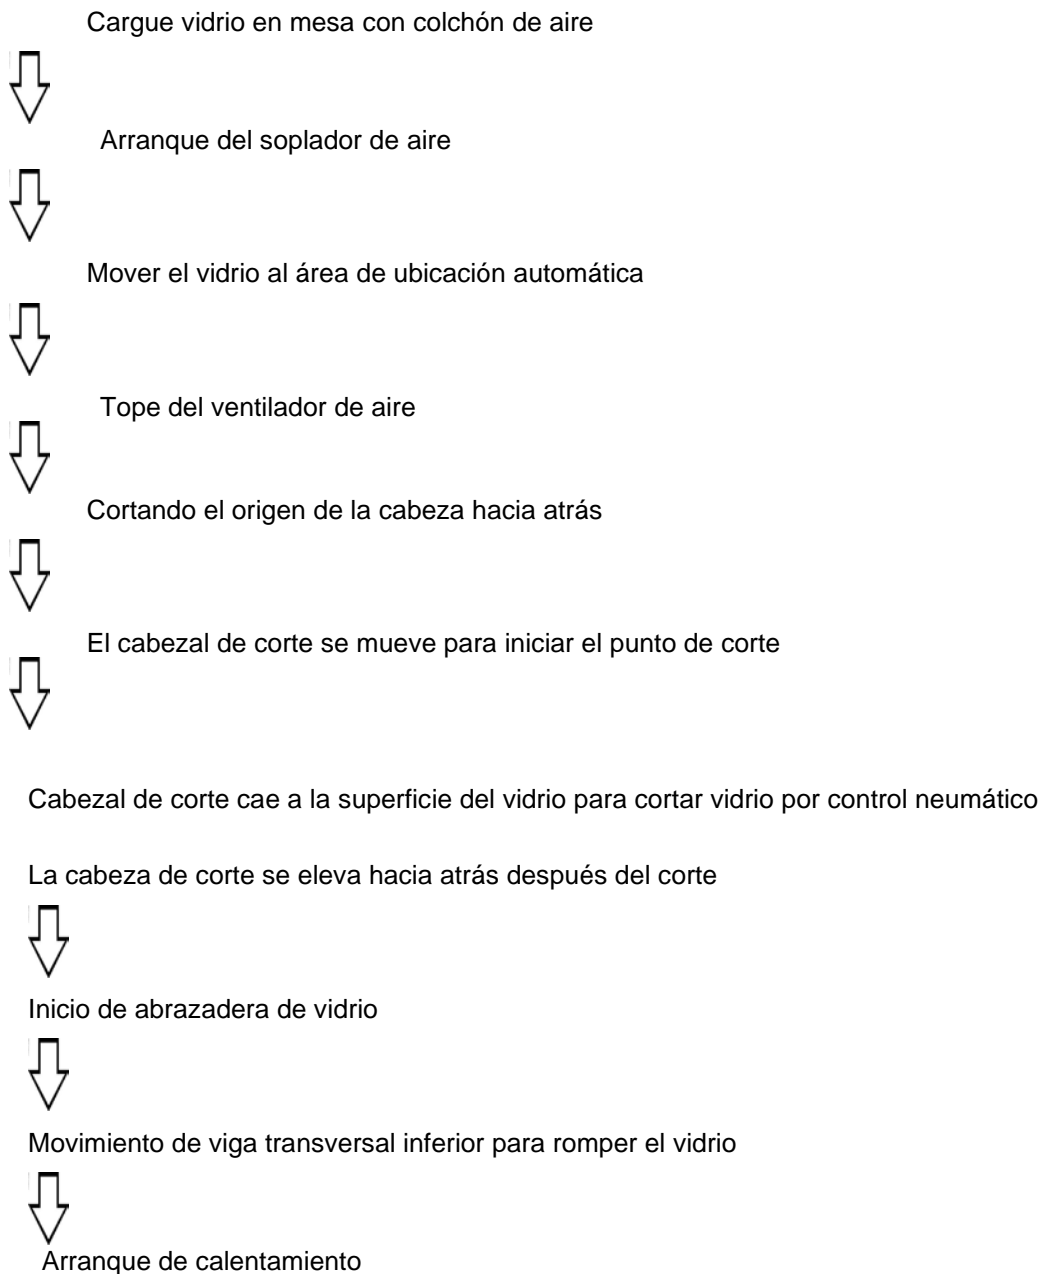 Cargue vidrio en mesa con colchón de aire
Arranque del soplador de aire
Mover el vidrio al área de ubicación automática
Tope del ventilador de aire
Cortando el origen de la cabeza hacia atrás
El cabezal de corte se mueve para iniciar el punto de corte
Cabezal de corte cae a la superficie del vidrio para cortar vidrio por control neumático
La cabeza de corte se eleva hacia atrás después del corte
Inicio de abrazadera de vidrio
Movimiento de viga transversal inferior para romper el vidrio
Arranque de calentamiento